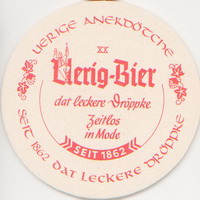 UERIGE ANEKDÖTCHE
XX
Uerig-Bier
dat leckere Dröppke
Zeitlos
in Mode
SEIT 1862
SEIT 1862 DAT LECKERE DRÖPPKE